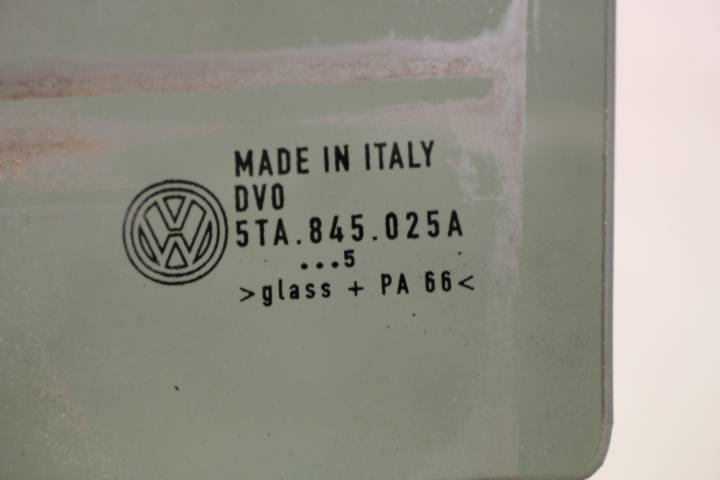 MADE IN ITALY
DVO
5TA.845.025A
...5
>glass + PA 66<